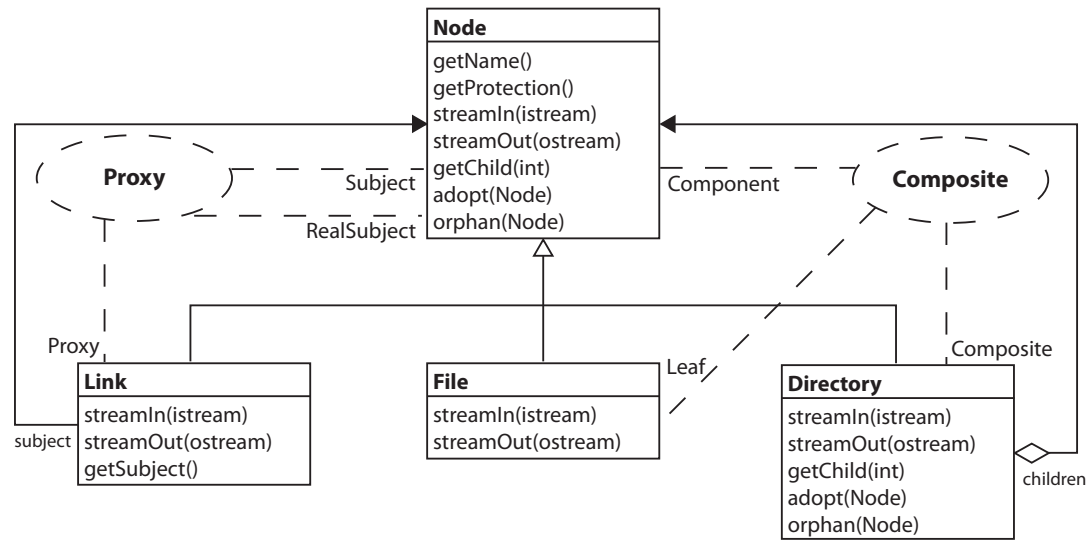 Node
getName()
getProtection()
streamIn(istream)
streamOut(ostream)
getChild(int)
adopt(Node)
orphan(Node)
Proxy
Subject
RealSubject
Proxy
Component
Composite
Leaf
Composite
Link
streamIn(istream)
streamOut(ostream)
getSubject()
subject
File
streamIn(istream)
streamOut(ostream)
Directory
streamIn(istream)
streamOut(ostream)
getChild(int)
adopt(Node)
orphan(Node)
children